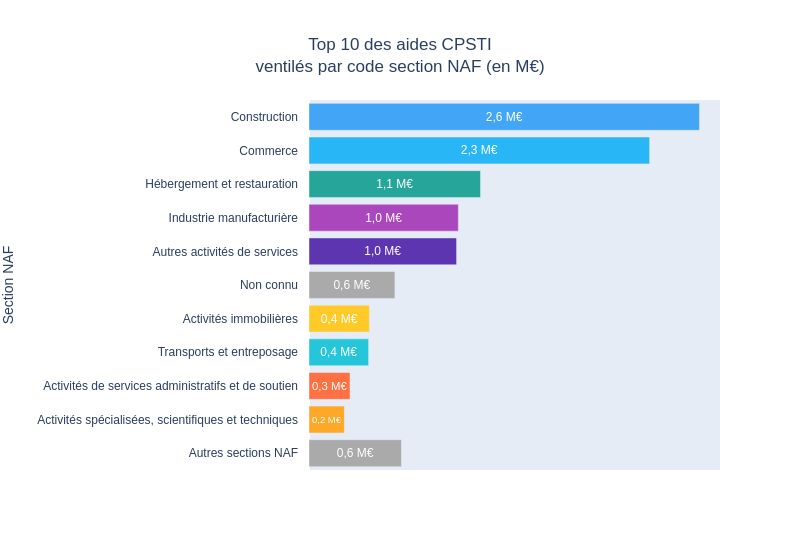 Top 10 des aides CPSTI
ventilés par code section NAF (en M€)
Section NAF
Construction 2,6 M€
Commerce 2,3 M€
Hébergement et restauration 1,1 M€
Industrie manufacturière 1,0 M€
Autres activités de services 1,0 M€
Non connu 0,6 M€
Activités immobilières 0,4 M€
Transports et entreposage 0,4 M€
Activités de services administratifs et de soutien 0,3 M€
Activités spécialisées, scientifiques et techniques 0,2 M€
Autres sections NAF 0,6 M€